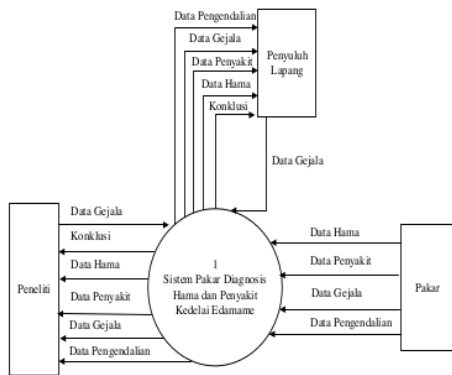 Data Pengendalian
Data Gejala
Data Penyakit
Data Hama
Konklusi
Penyuluh
Lapang
Data Gejala
Peneliti
Data Gejala
Konklusi
Data Hama
Data Penyakit
Data Gejala
Data Pengendalian
1
Sistem Pakar Diagnosis
Hama dan Penyakit
Kedelai Edamame
Data Hama
Data Penyakit
Data Gejala
Data Pengendalian
Pakar